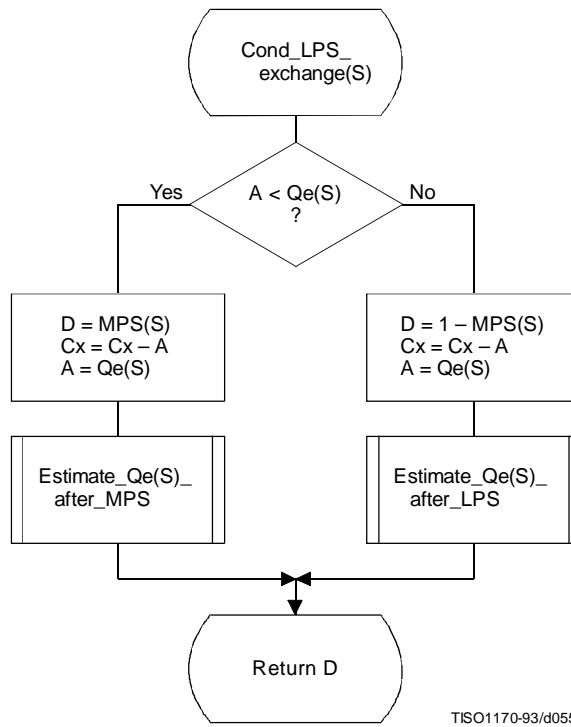 Cond_LPS_
exchange(S)
A < Qe(S)
?
Yes
No
D = MPS(S)
Cx = Cx – A
A = Qe(S)
D = 1 – MPS(S)
Cx = Cx – A
A = Qe(S)
Estimate_Qe(S)_
after_MPS
Estimate_Qe(S)_
after_LPS
Return D